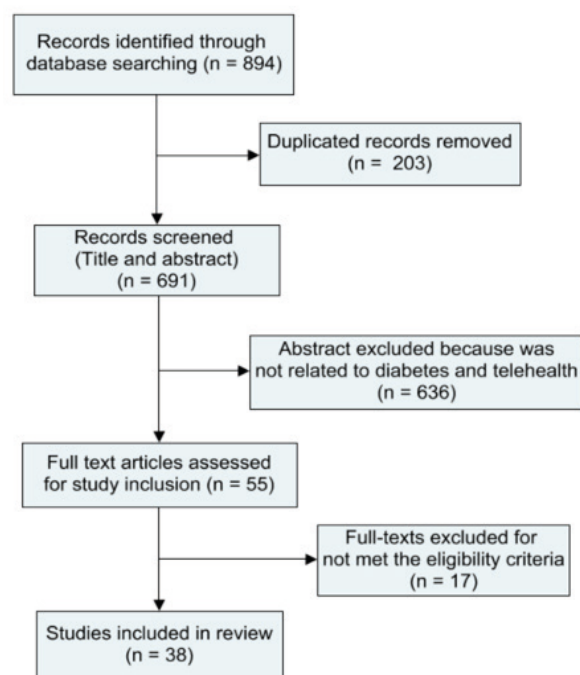 Records identified through
database searching (n = 894)
Duplicated records removed
(n = 203)
Records screened
(Title and abstract)
(n = 691)
Abstract excluded because was
not related to diabetes and telehealth
(n = 636)
Full text articles assessed
for study inclusion (n = 55)
Full-texts excluded for
not met the eligibility criteria
(n = 17)
Studies included in review
(n = 38)